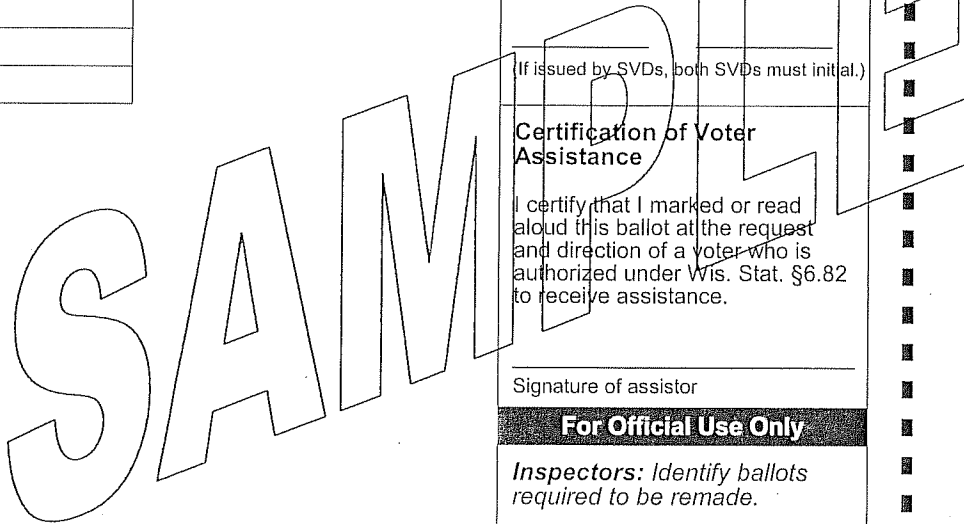 (If issued by SVDs, both SVDs must initial.)
Certification of Voter
Assistance
I certify that I marked or read
aloud this ballot at the request
and direction of a voter who is
authorized under Wis. Stat. §6.82
to receive assistance.
Signature of assistor
For Official Use Only
Inspectors: Identify ballots
required to be remade.
SAMPLE